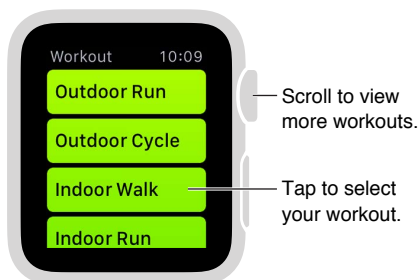 Workout 10:09
Outdoor Run
Outdoor Cycle
Indoor Walk
Indoor Run
Scroll to view
more workouts.
Tap to select
your workout.